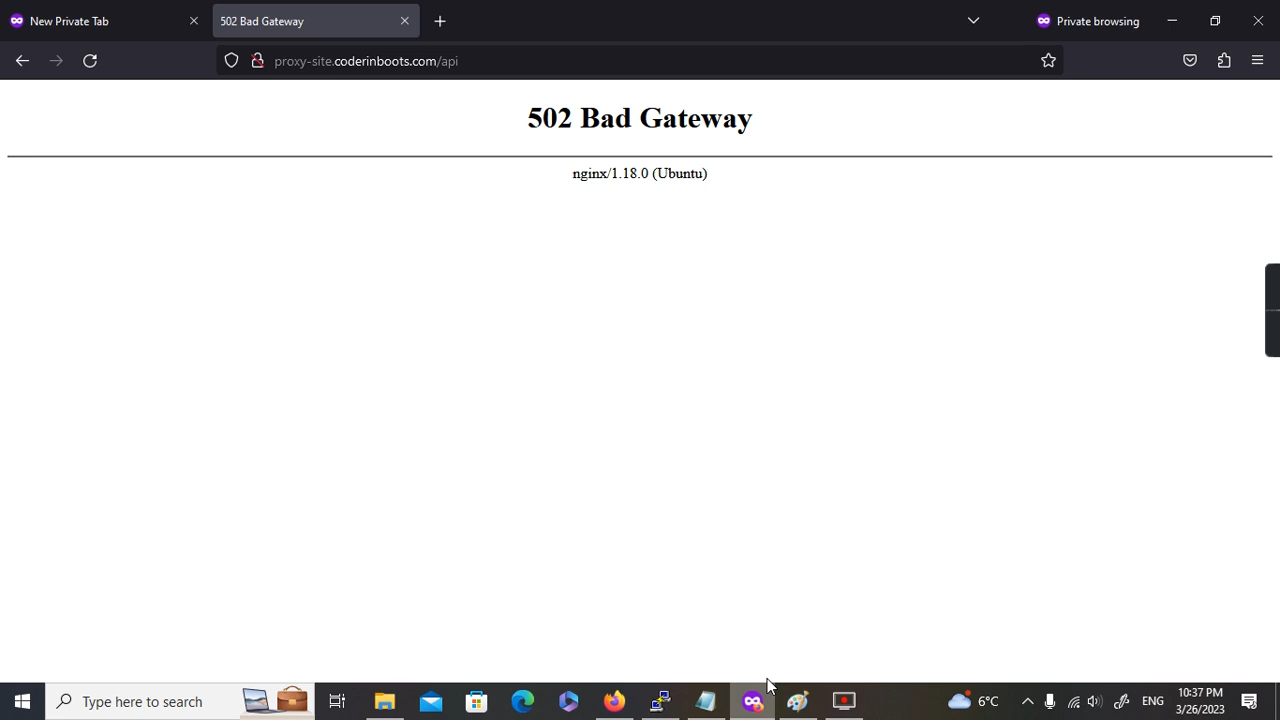 New Private Tab
502 Bad Gateway
Private browsing
proxy-site.coderinboots.com/api
502 Bad Gateway
nginx/1.18.0 (Ubuntu)
Type here to search
6°C
ENG
10:37 PM
3/26/2023